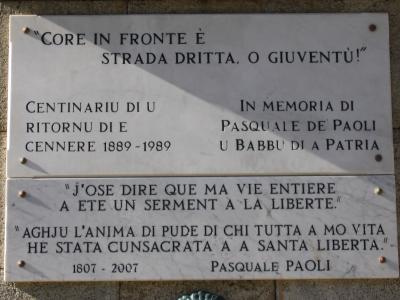 "CORE IN FRONTE È
STRADA DRITTA, O GIUVENTÙ!"
CENTINARIU DI U
RITORNU DI E
CENNERE 1889-1989
IN MEMORIA DI
PASQUALE DE' PAOLI
U BABBU DI A PATRIA
"J'OSE DIRE QUE MA VIE ENTIERE
A ETE UN SERMENT A LA LIBERTE."
"AGHJU L'ANIMA DI PUDE DI CHI TUTTA A MO VITA
HE STATA CUNSACRATA A A SANTA LIBERTA."
1807 - 2007 PASQUALE PAOLI